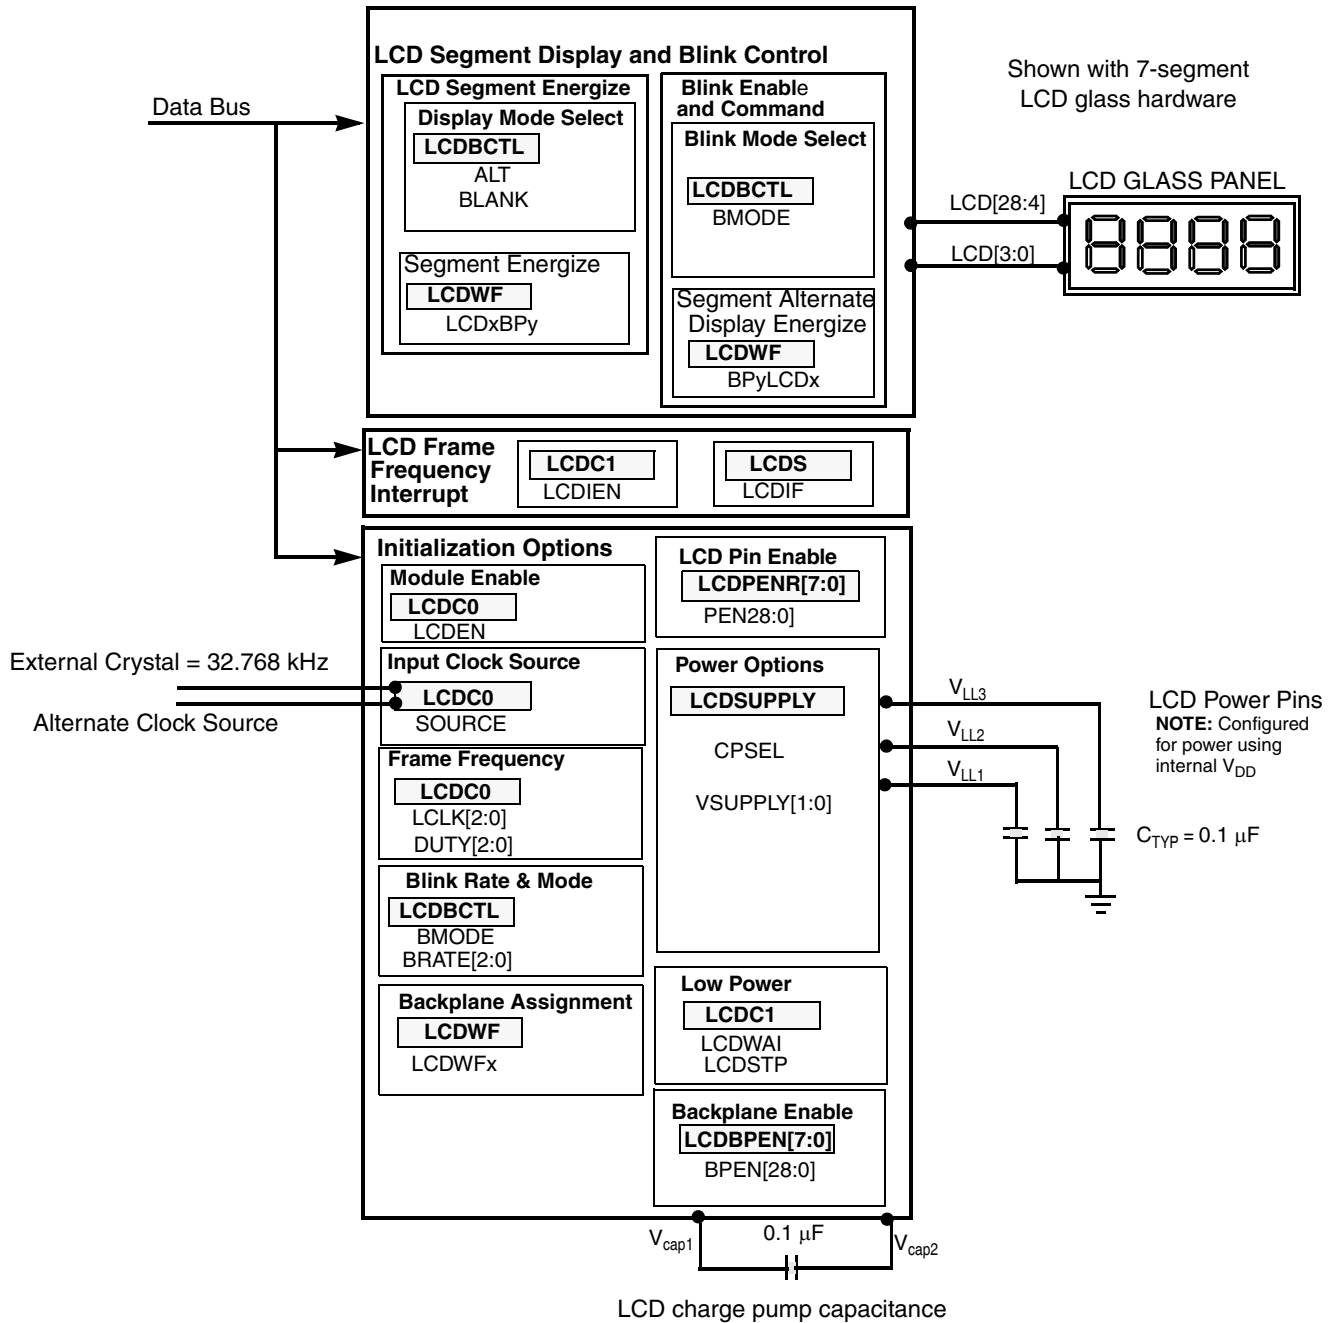 LCD Segment Display and Blink Control
LCD Segment Energize
Display Mode Select
LCDBCTL
ALT
BLANK
Segment Energize
LCDWF
LCDxBPy
Blink Enable
and Command
Blink Mode Select
LCDBCTL
BMODE
Segment Alternate
Display Energize
LCDWF
BPyLCDx
Data Bus
Shown with 7-segment
LCD glass hardware
LCD GLASS PANEL
LCD[28:4]
LCD[3:0]
LCD Frame
Frequency
Interrupt
LCDC1
LCDIEN
LCDS
LCDIF
Initialization Options
Module Enable
LCDC0
LCDEN
Input Clock Source
LCDC0
SOURCE
External Crystal = 32.768 kHz
Alternate Clock Source
Frame Frequency
LCDC0
LCLK[2:0]
DUTY[2:0]
Blink Rate & Mode
LCDBCTL
BMODE
BRATE[2:0]
Backplane Assignment
LCDWF
LCDWFx
LCD Pin Enable
LCDPENR[7:0]
PEN28:0]
Power Options
LCDSUPPLY
CPSEL
VSUPPLY[1:0]
VLL3
VLL2
VLL1
LCD Power Pins
NOTE: Configured
for power using
internal VDD
CTYP = 0.1 μF
Low Power
LCDC1
LCDWAI
LCDSTP
Backplane Enable
LCDBPEN[7:0]
BPEN[28:0]
Vcap1
0.1 μF
Vcap2
LCD charge pump capacitance